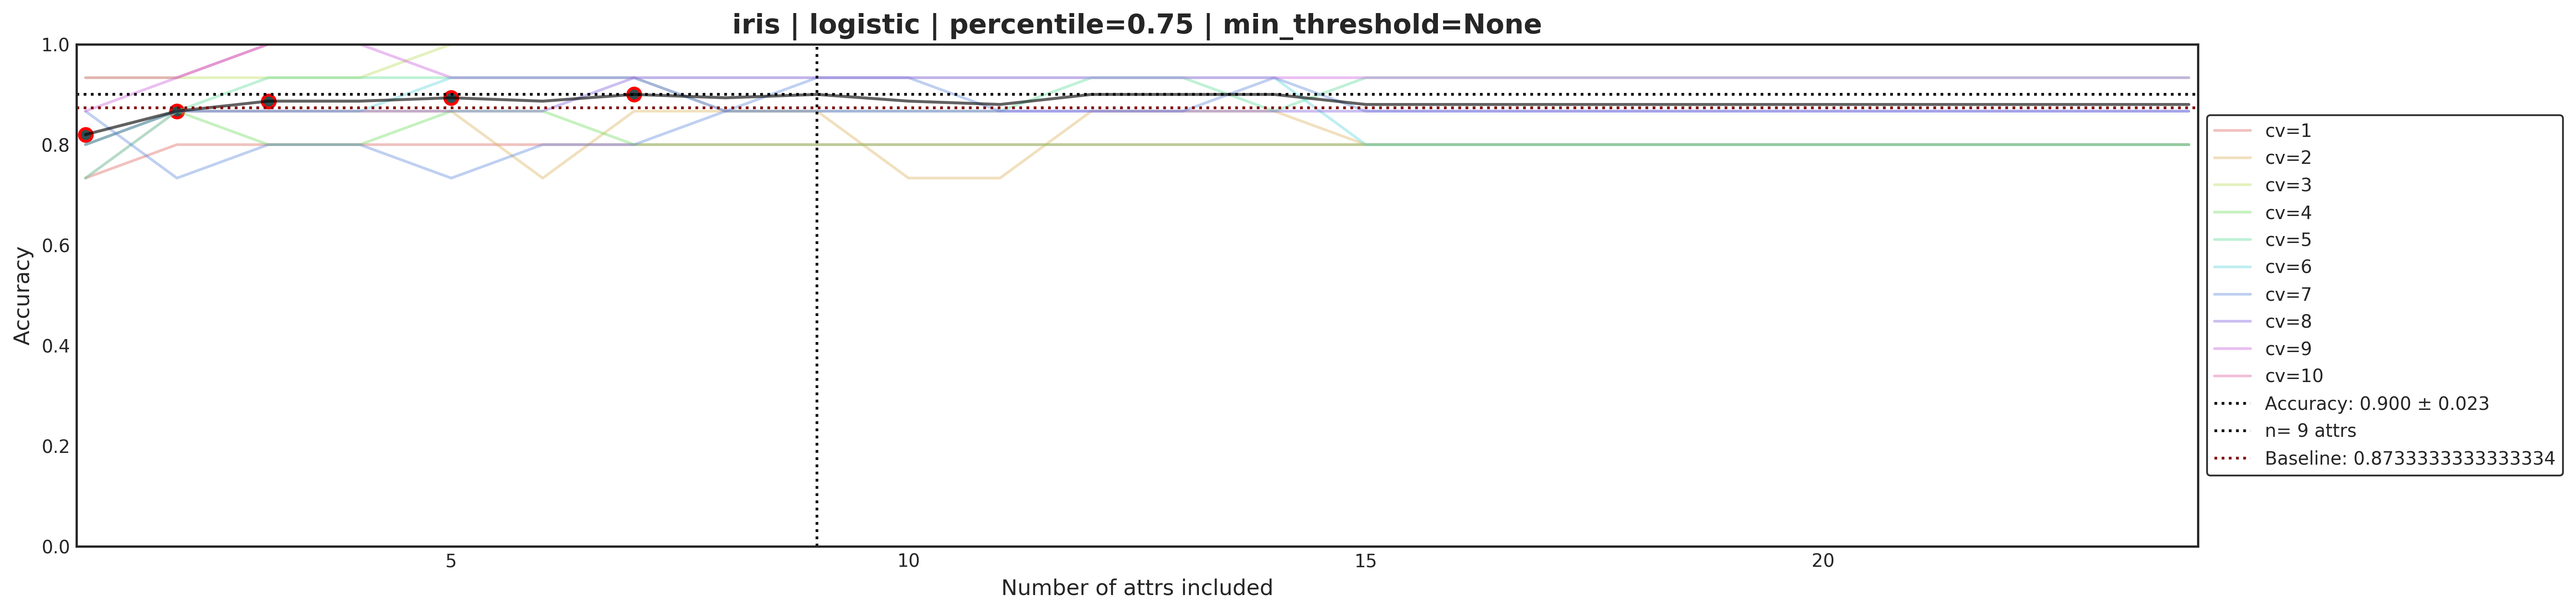 iris | logistic | percentile=0.75 | min_threshold=None
1.0
0.8
0.6
0.4
0.2
0.0
Accuracy
5 10 15 20
Number of attrs included
cv=1
cv=2
cv=3
cv=4
cv=5
cv=6
cv=7
cv=8
cv=9
cv=10
Accuracy: 0.900 ± 0.023
n= 9 attrs
Baseline: 0.8733333333333334